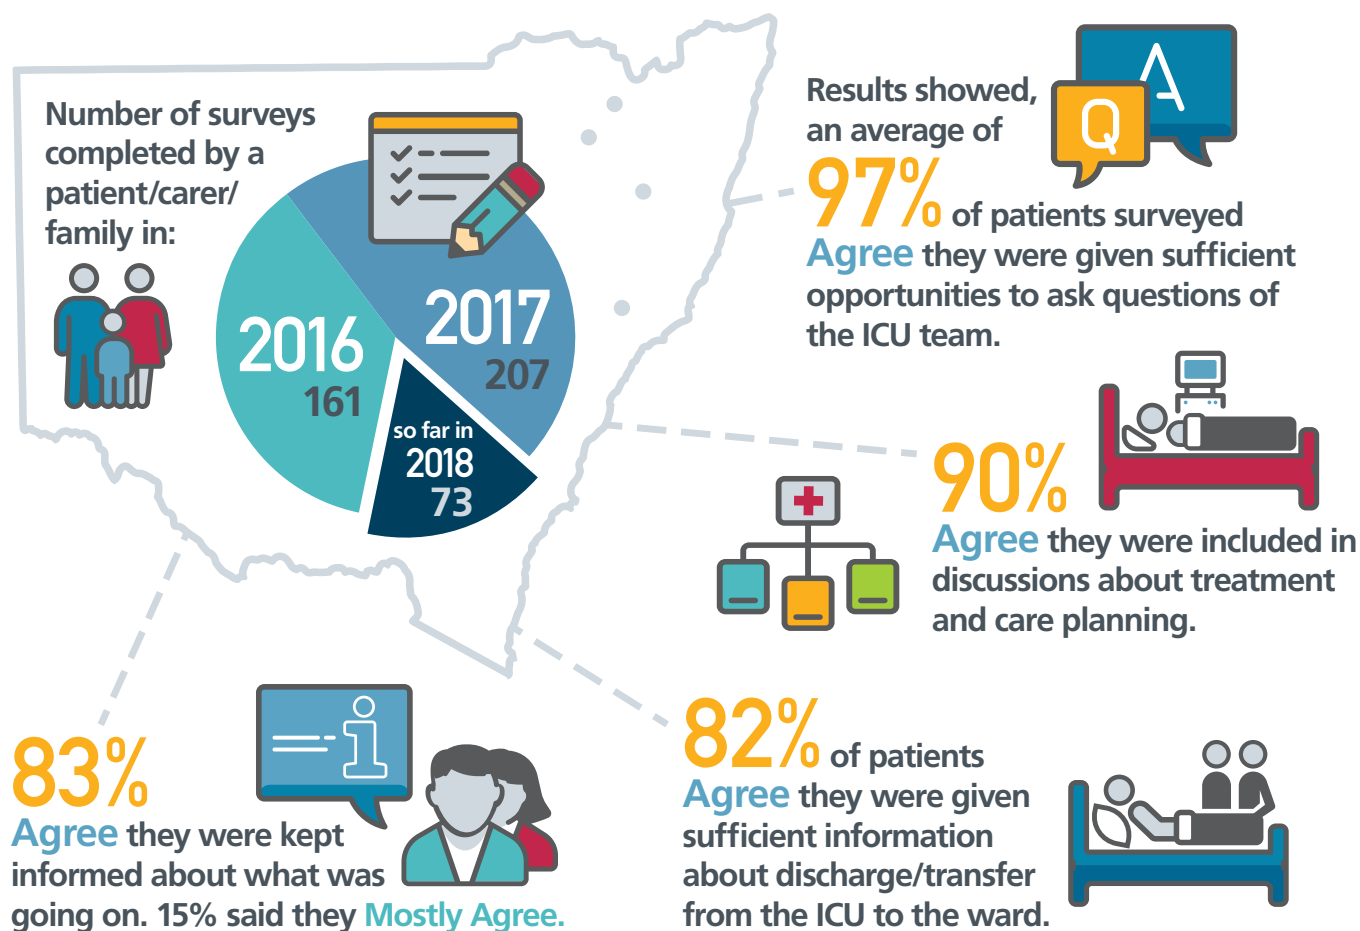 Number of surveys
completed by a
patient/carer/
family in:
2016
161
2017
207
so far in
2018
73
Results showed,
an average of
97% of patients surveyed
Agree they were given sufficient
opportunities to ask questions of
the ICU team.
Q
A
90%
Agree they were included in
discussions about treatment
and care planning.
83%
Agree they were kept
informed about what was
going on. 15% said they Mostly Agree.
i
82% of patients
Agree they were given
sufficient information
about discharge/transfer
from the ICU to the ward.